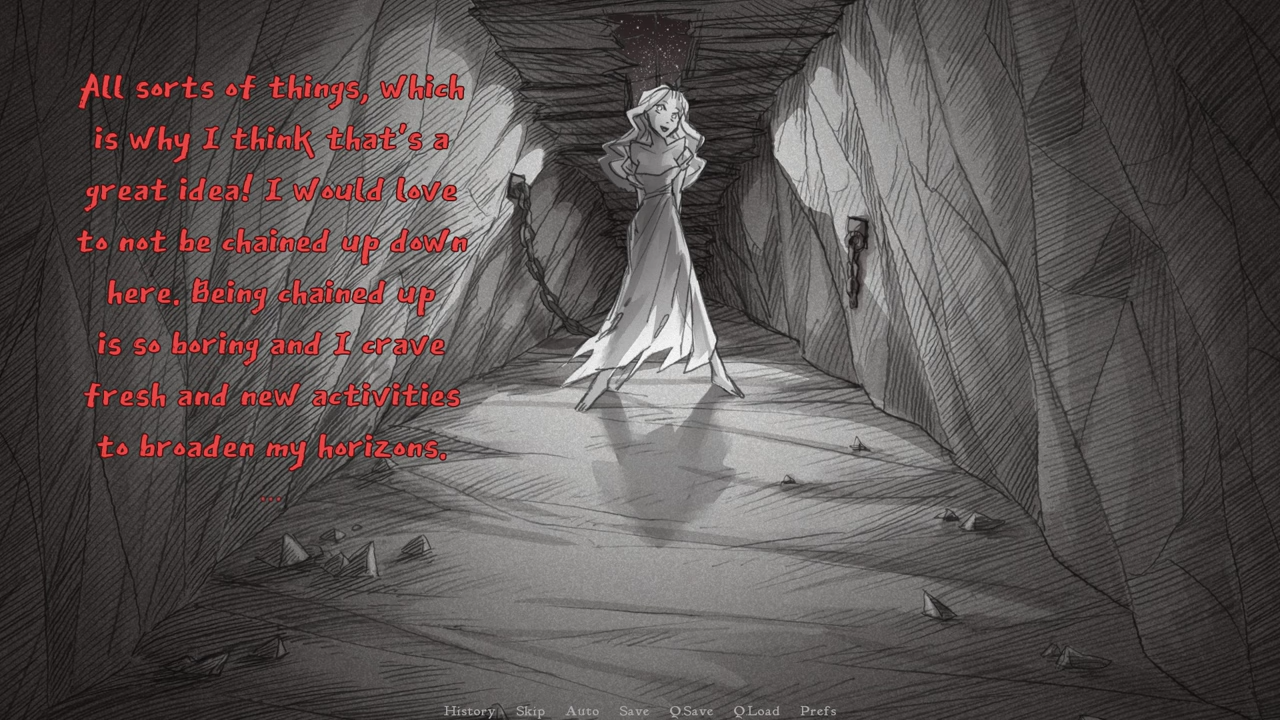 All sorts of things, which
is why I think that's a
great idea! I would love
to not be chained up down
here. Being chained up
is so boring and I crave
fresh and new activities
to broaden my horizons.
...
History Skip Auto Save Q.Save Q.Load Prefs